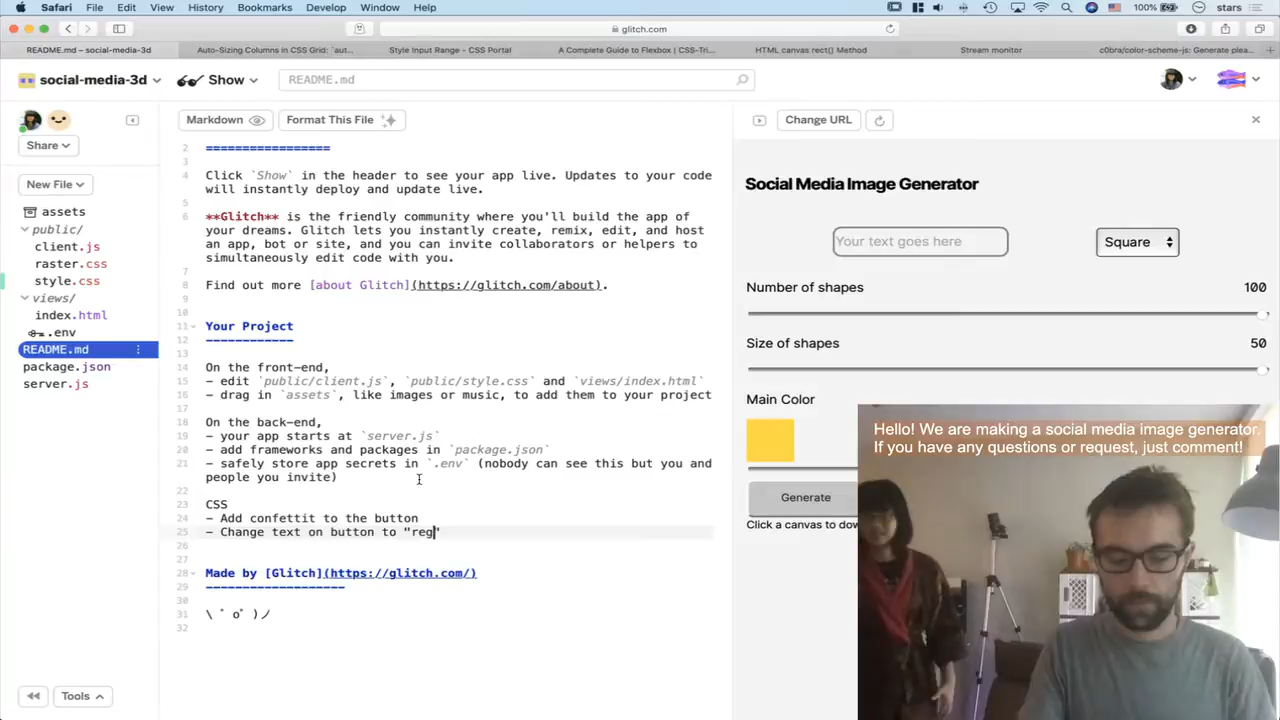 Safari File Edit View History Bookmarks Develop Window Help 100% stars
glitch.com
README.md – social-media-3d
Auto-Sizing Columns in CSS Grid: `aut...
Style Input Range - CSS Portal
A Complete Guide to Flexbox | CSS-Tri...
HTML canvas rect() Method
Stream monitor
c0bra/color-scheme-js: Generate plea...
social-media-3d
Show
README.md
Share
New File
assets
public/
client.js
raster.css
style.css
views/
index.html
.env
README.md
package.json
server.js
Tools
Markdown
Format This File
2 =================
3
4 Click `Show` in the header to see your app live. Updates to your code
will instantly deploy and update live.
5
6 **Glitch** is the friendly community where you'll build the app of
your dreams. Glitch lets you instantly create, remix, edit, and host
an app, bot or site, and you can invite collaborators or helpers to
simultaneously edit code with you.
7
8 Find out more [about Glitch](https://glitch.com/about).
9
10
11 Your Project
12 ------------
13
14 On the front-end,
15 - edit `public/client.js`, `public/style.css` and `views/index.html`
16 - drag in `assets`, like images or music, to add them to your project
17
18 On the back-end,
19 - your app starts at `server.js`
20 - add frameworks and packages in `package.json`
21 - safely store app secrets in `.env` (nobody can see this but you and
people you invite)
22
23 CSS
24 - Add confettit to the button
25 - Change text on button to "reg"
26
28 Made by [Glitch](https://glitch.com/)
29 -------------------
30
31 \ ゜o゜)ノ
32
Change URL
Social Media Image Generator
Your text goes here
Square
Number of shapes 100
Size of shapes 50
Main Color
Generate
Click a canvas to dow
Hello! We are making a social media image generator.
If you have any questions or request, just comment!